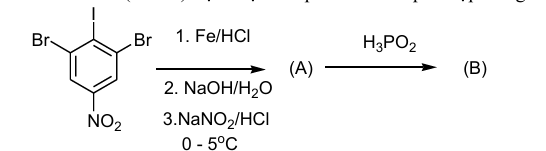 I
Br
Br
NO₂
1. Fe/HCl
2. NaOH/H₂O
3.NaNO₂/HCl
0 - 5°C
(A)
H₃PO₂
(B)